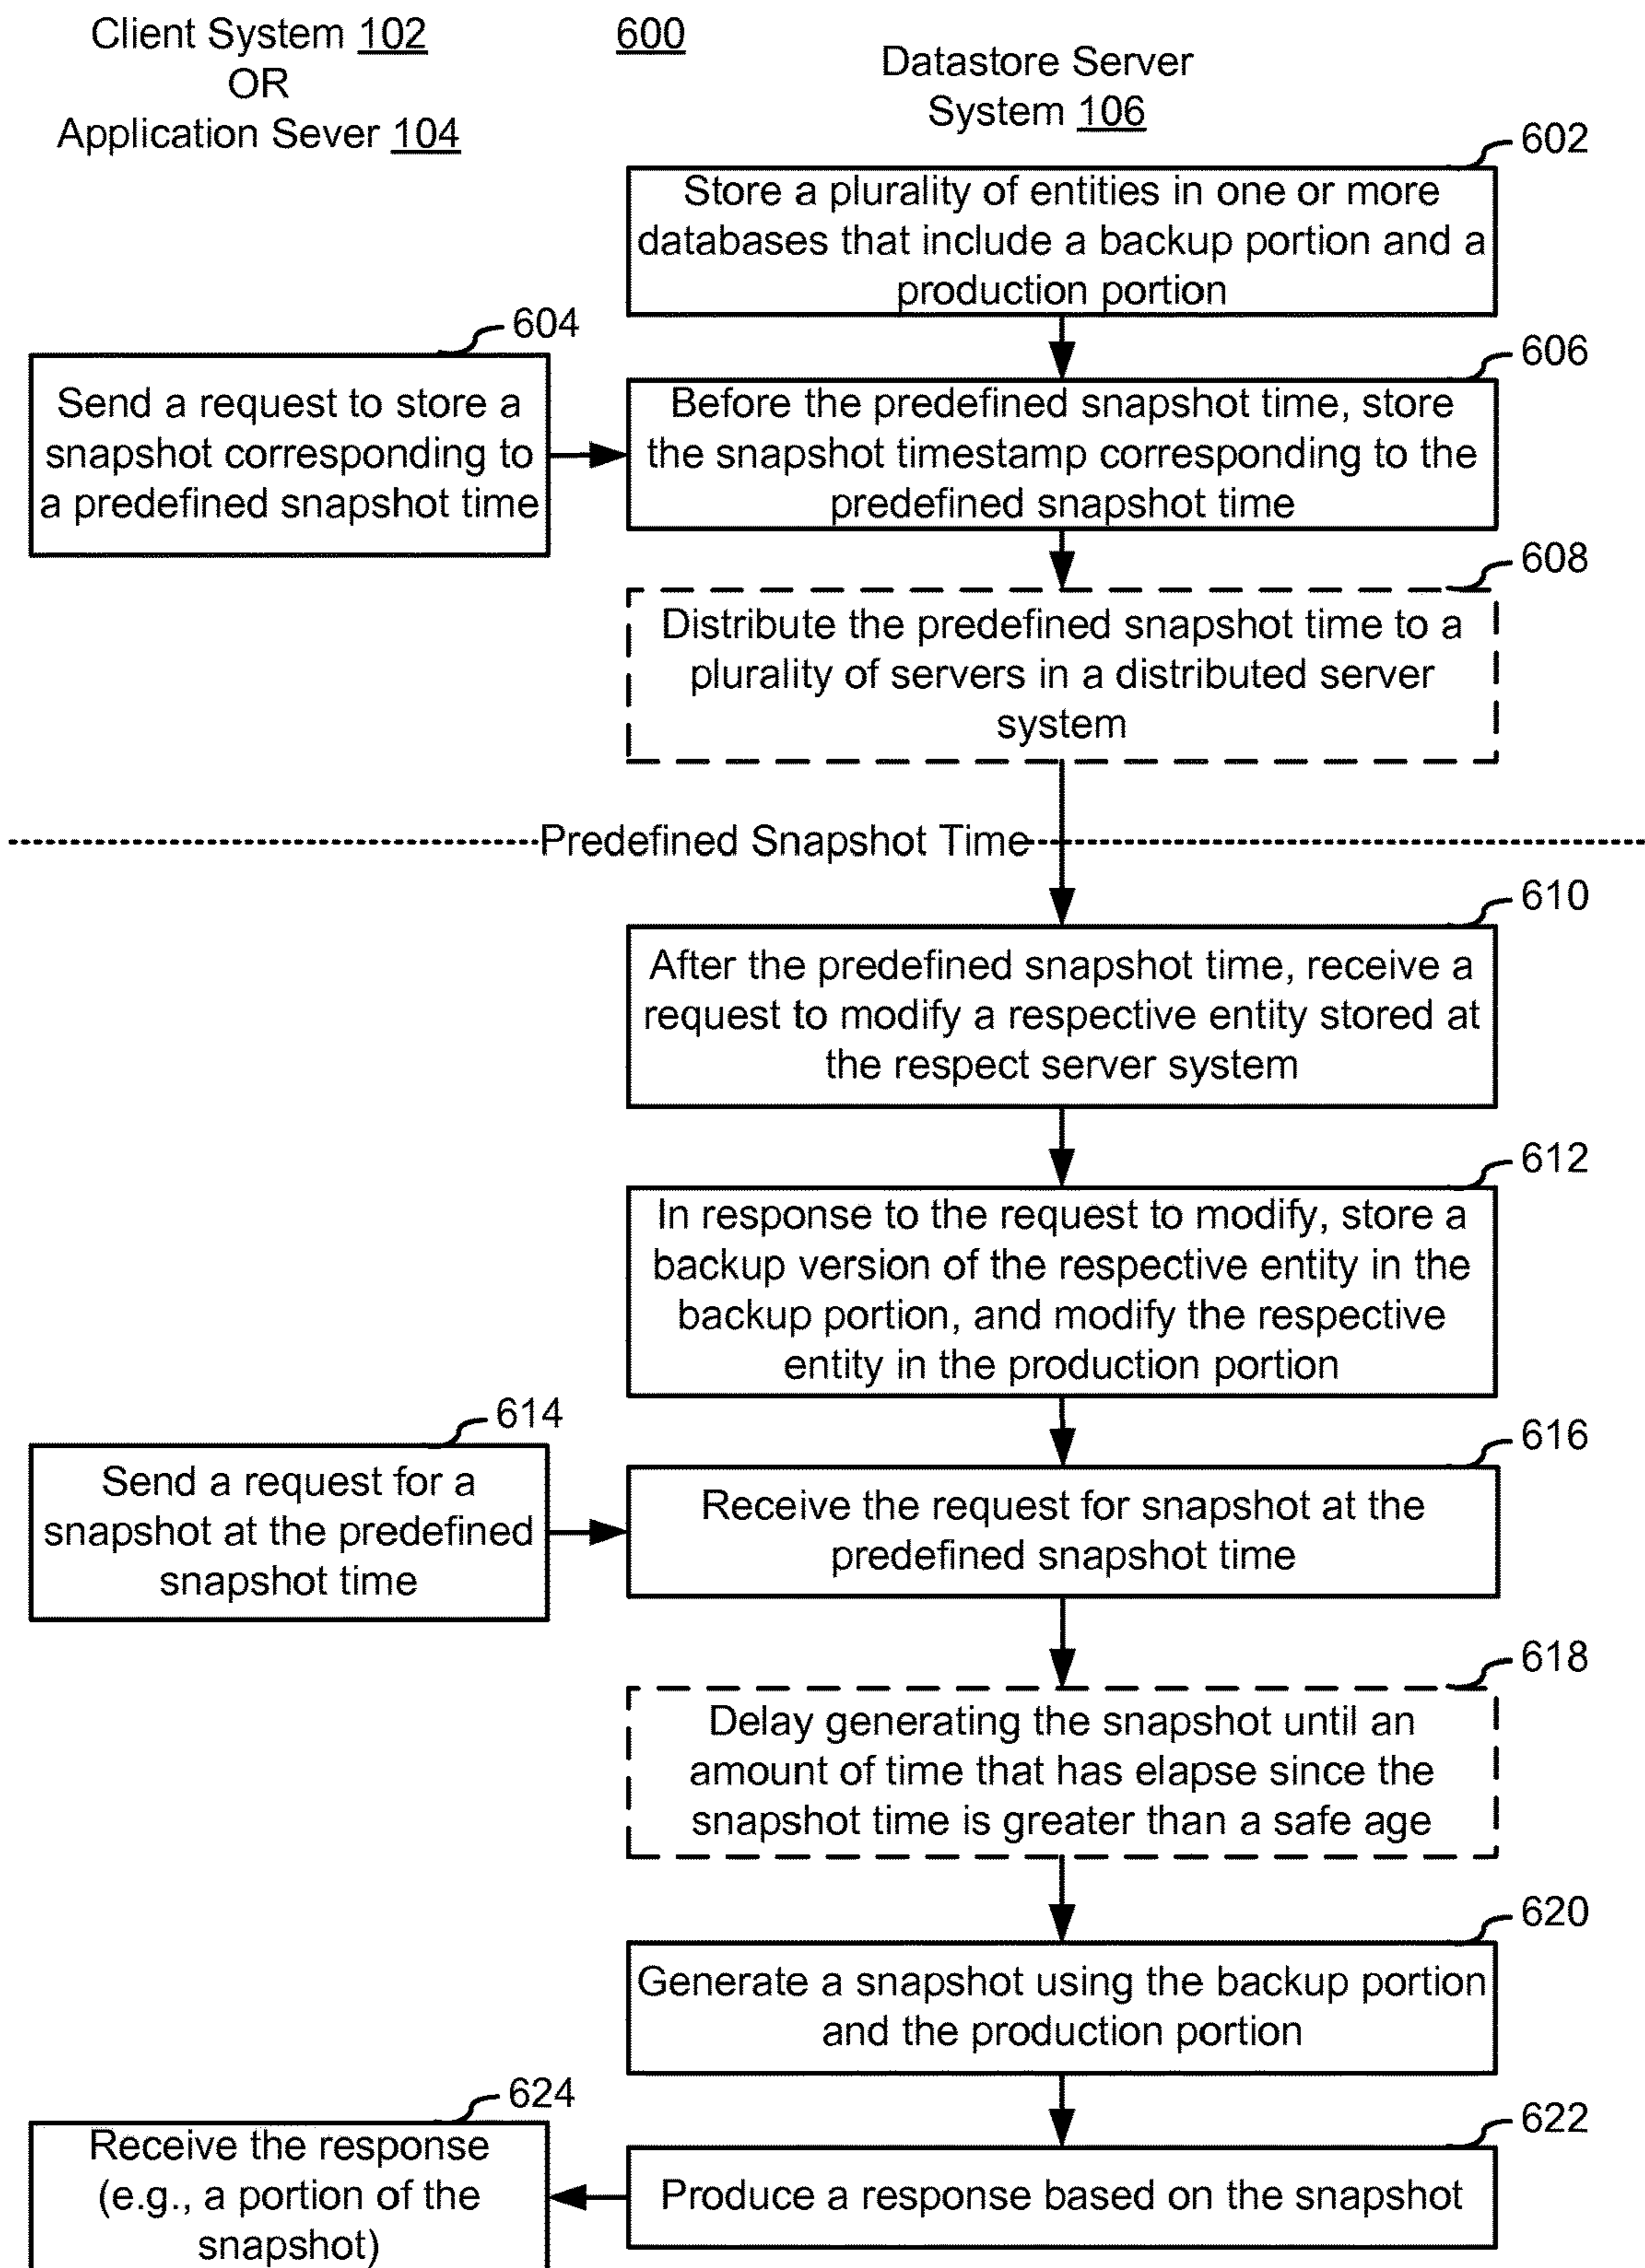 Client System 102
OR
Application Sever 104
600
Datastore Server
System 106
602
Store a plurality of entities in one or more
databases that include a backup portion and a
production portion
604
Send a request to store a
snapshot corresponding to
a predefined snapshot time
606
Before the predefined snapshot time, store
the snapshot timestamp corresponding to the
predefined snapshot time
608
Distribute the predefined snapshot time to a
plurality of servers in a distributed server
system
Predefined Snapshot Time
610
After the predefined snapshot time, receive a
request to modify a respective entity stored at
the respect server system
612
In response to the request to modify, store a
backup version of the respective entity in the
backup portion, and modify the respective
entity in the production portion
614
Send a request for a
snapshot at the predefined
snapshot time
616
Receive the request for snapshot at the
predefined snapshot time
618
Delay generating the snapshot until an
amount of time that has elapse since the
snapshot time is greater than a safe age
620
Generate a snapshot using the backup portion
and the production portion
622
Produce a response based on the snapshot
624
Receive the response
(e.g., a portion of the
snapshot)